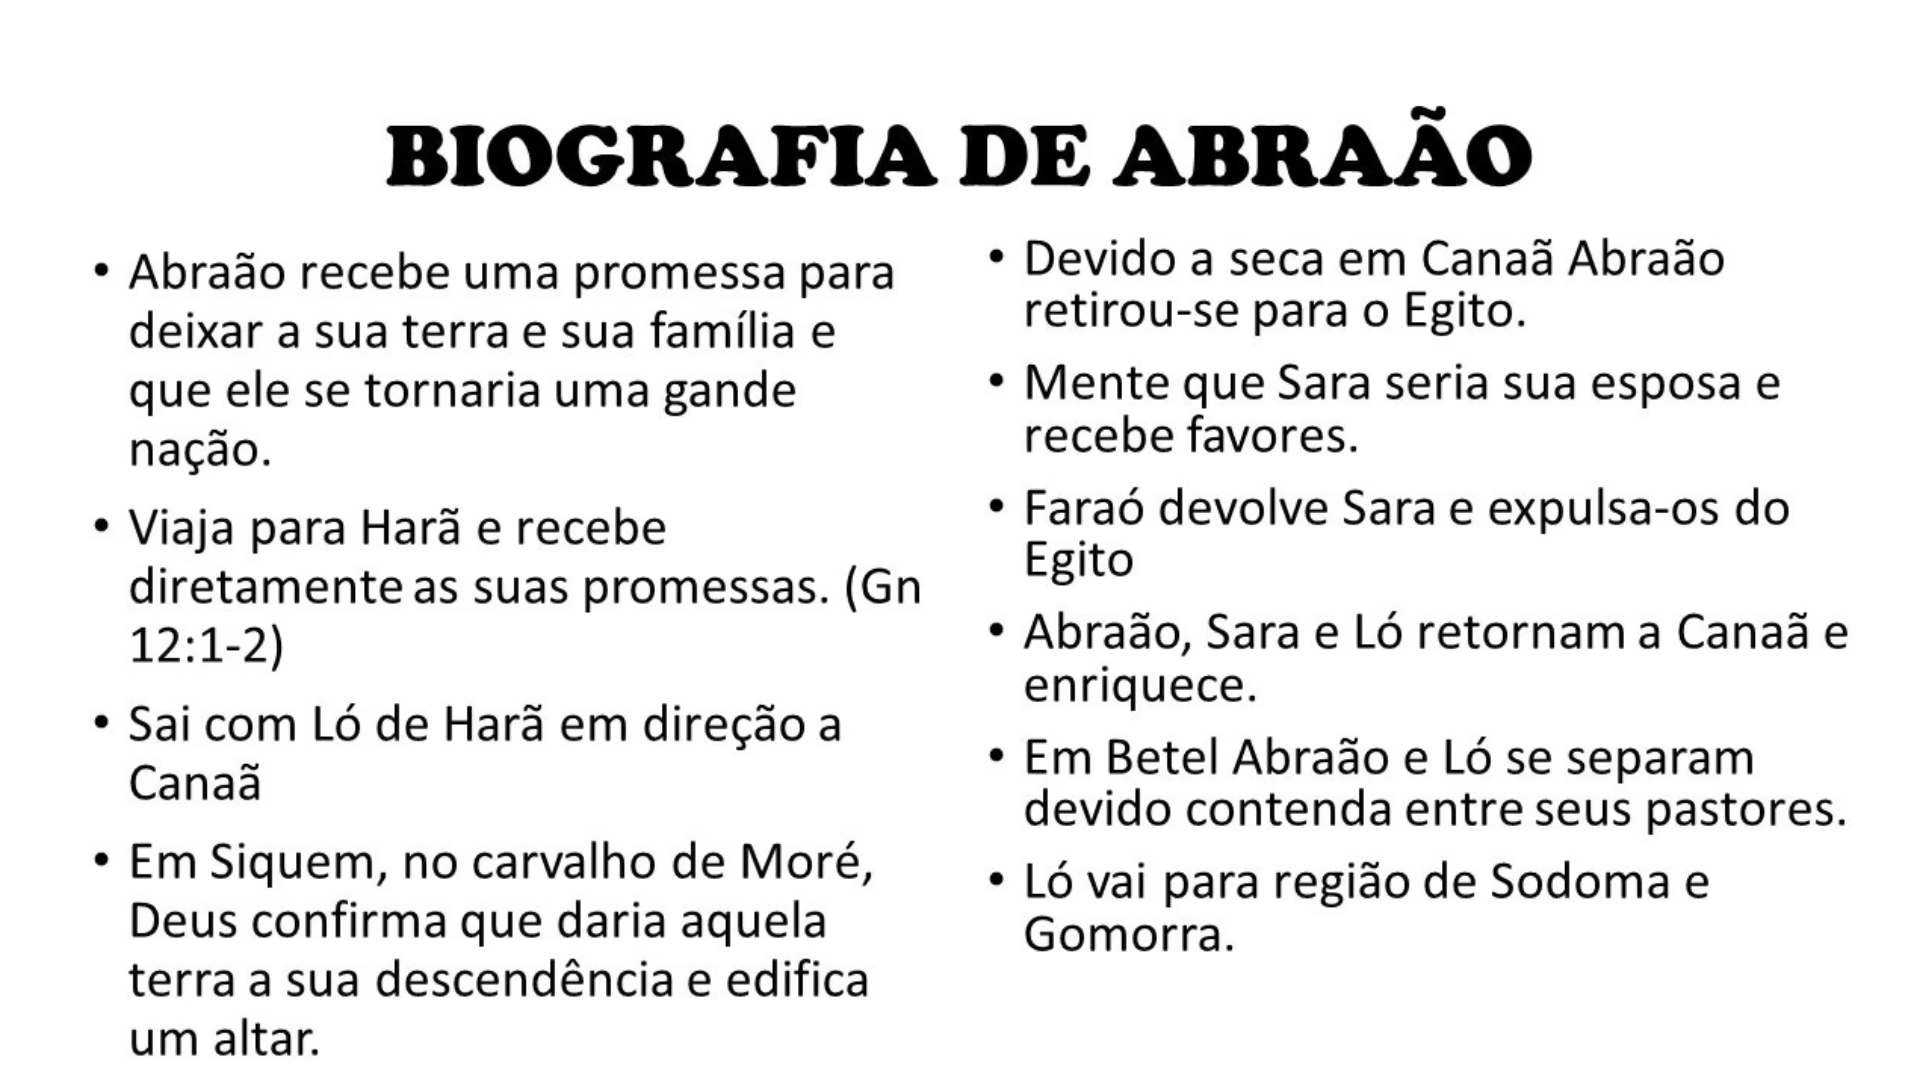 BIOGRAFIA DE ABRAÃO
• Abraão recebe uma promessa para
deixar a sua terra e sua família e
que ele se tornaria uma gande
nação.
• Viaja para Harã e recebe
diretamente as suas promessas. (Gn
12:1-2)
• Sai com Ló de Harã em direção a
Canaã
• Em Siquem, no carvalho de Moré,
Deus confirma que daria aquela
terra a sua descendência e edifica
um altar.
• Devido a seca em Canaã Abraão
retirou-se para o Egito.
• Mente que Sara seria sua esposa e
recebe favores.
• Faraó devolve Sara e expulsa-os do
Egito
• Abraão, Sara e Ló retornam a Canaã e
enriquece.
• Em Betel Abraão e Ló se separam
devido contenda entre seus pastores.
• Ló vai para região de Sodoma e
Gomorra.